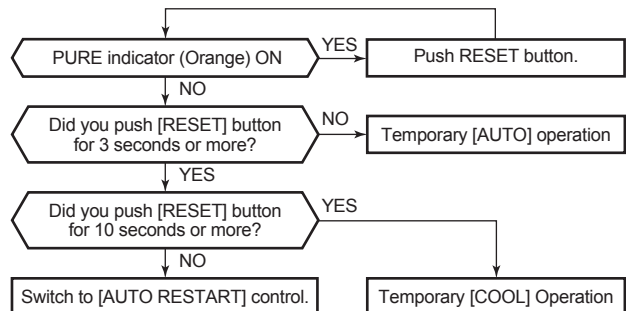 PURE indicator (Orange) ON
YES
Push RESET button.
NO
Did you push [RESET] button
for 3 seconds or more?
NO
Temporary [AUTO] operation
YES
Did you push [RESET] button
for 10 seconds or more?
YES
NO
Switch to [AUTO RESTART] control.
Temporary [COOL] Operation